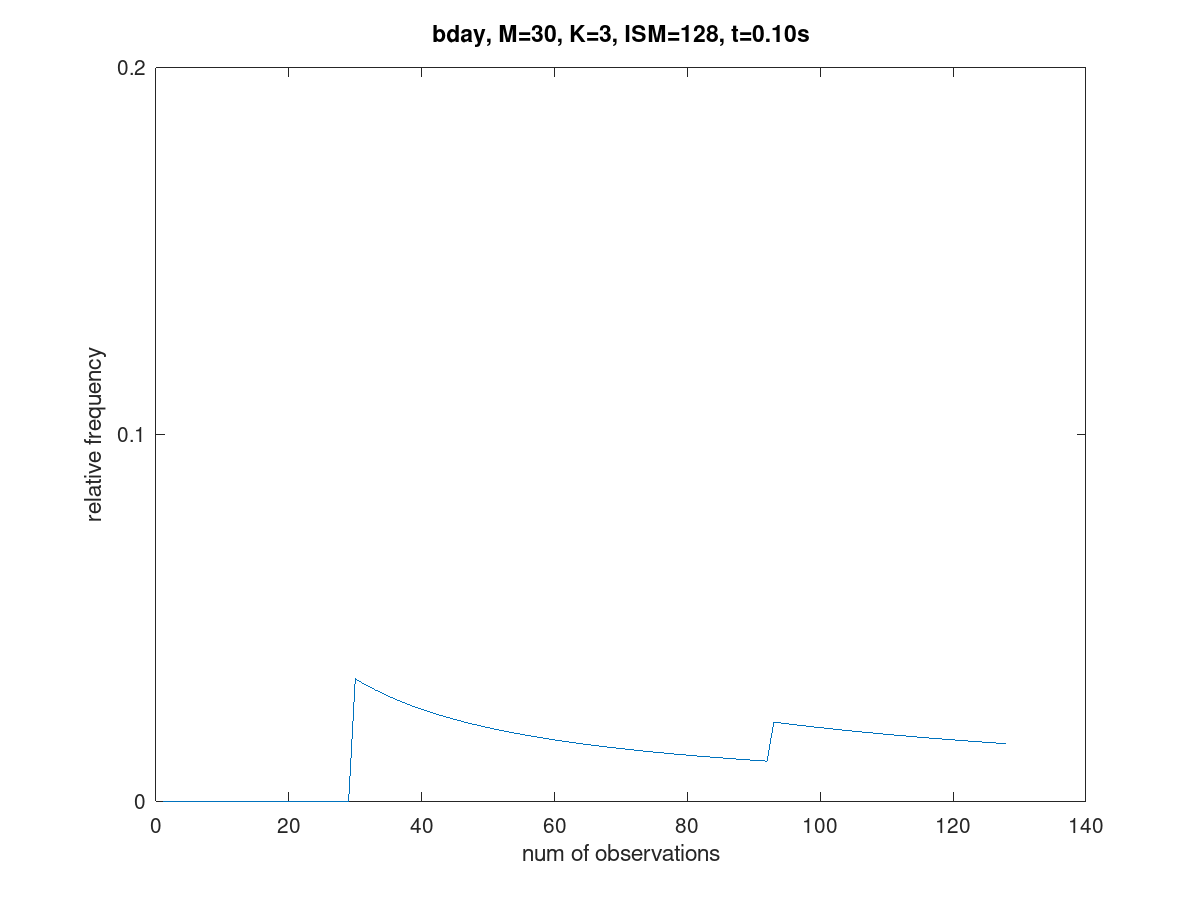 bday, M=30, K=3, ISM=128, t=0.10s
0.2
0.1
0
relative frequency
0 20 40 60 80 100 120 140
num of observations